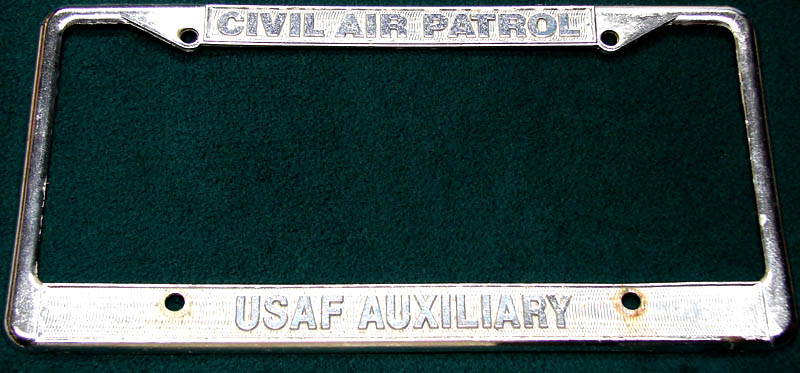 CIVIL AIR PATROL
USAF AUXILIARY